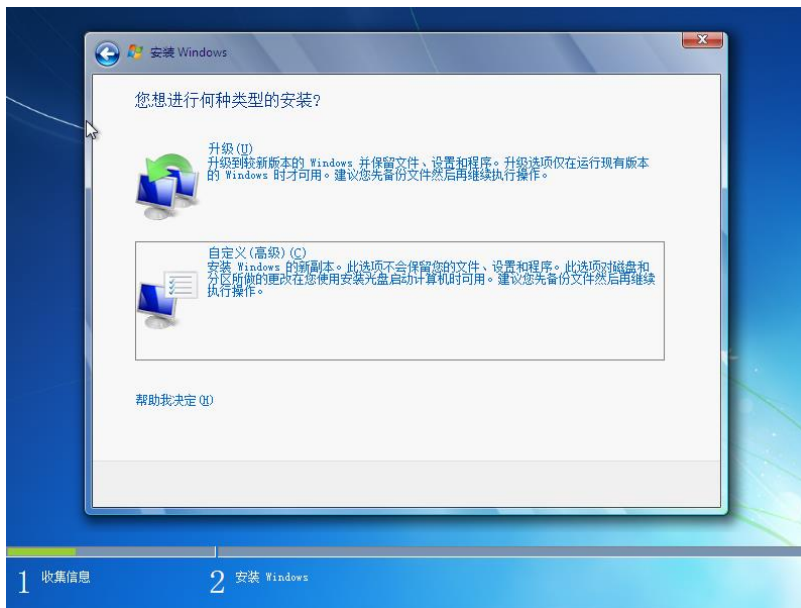 安装 Windows
您想进行何种类型的安装?
升级(U)
升级到较新版本的 Windows 并保留文件、设置和程序。升级选项仅在运行现有版本
的 Windows 时才可用。建议您先备份文件然后再继续执行操作。
自定义(高级)(C)
安装 Windows 的新副本。此选项不会保留您的文件、设置和程序。此选项对磁盘和
分区所做的更改在您使用安装光盘启动计算机时可用。建议您先备份文件然后再继续
执行操作。
帮助我决定(H)
1 收集信息
2 安装 Windows